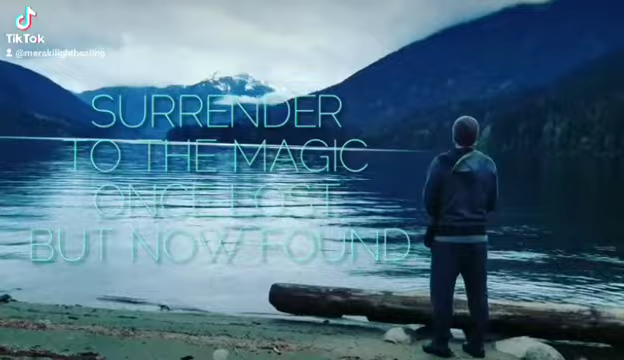 TikTok
@merakilighthealing
SURRENDER
TO THE MAGIC
ONCE LOST
BUT NOW FOUND